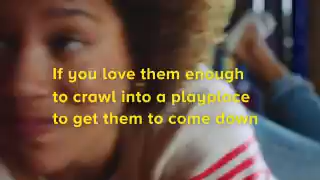 If you love them enough
to crawl into a playplace
to get them to come down